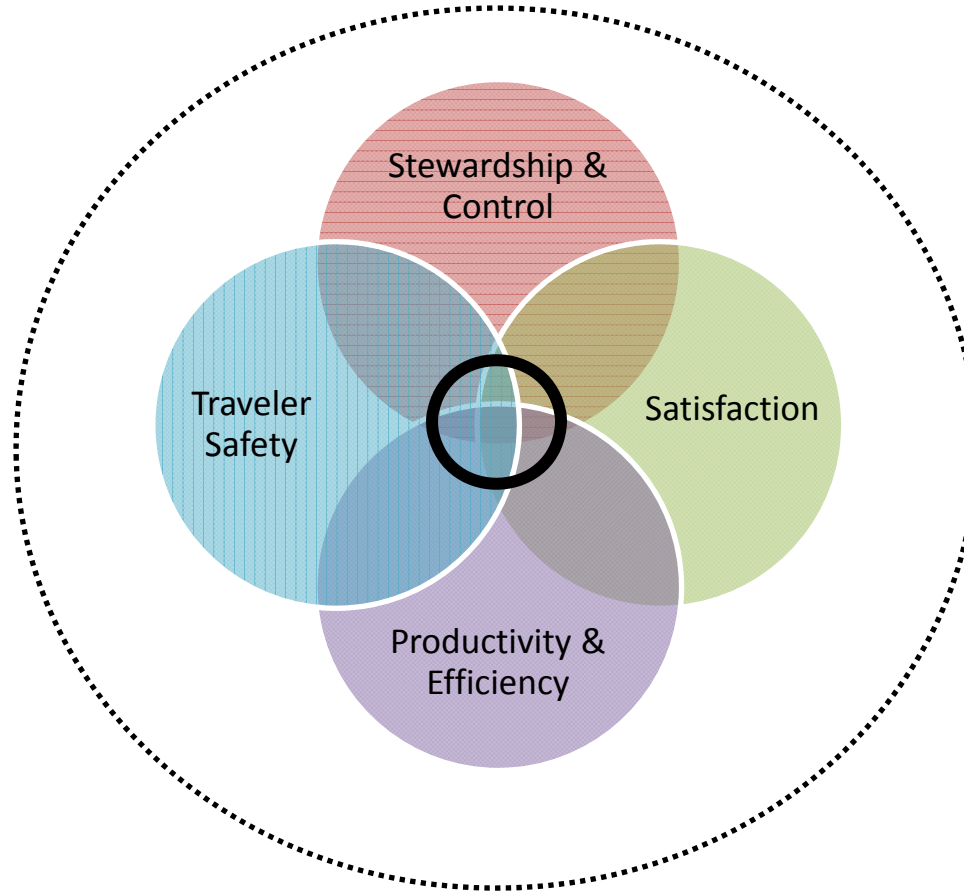 Stewardship &
Control
Traveler
Safety
Satisfaction
Productivity &
Efficiency